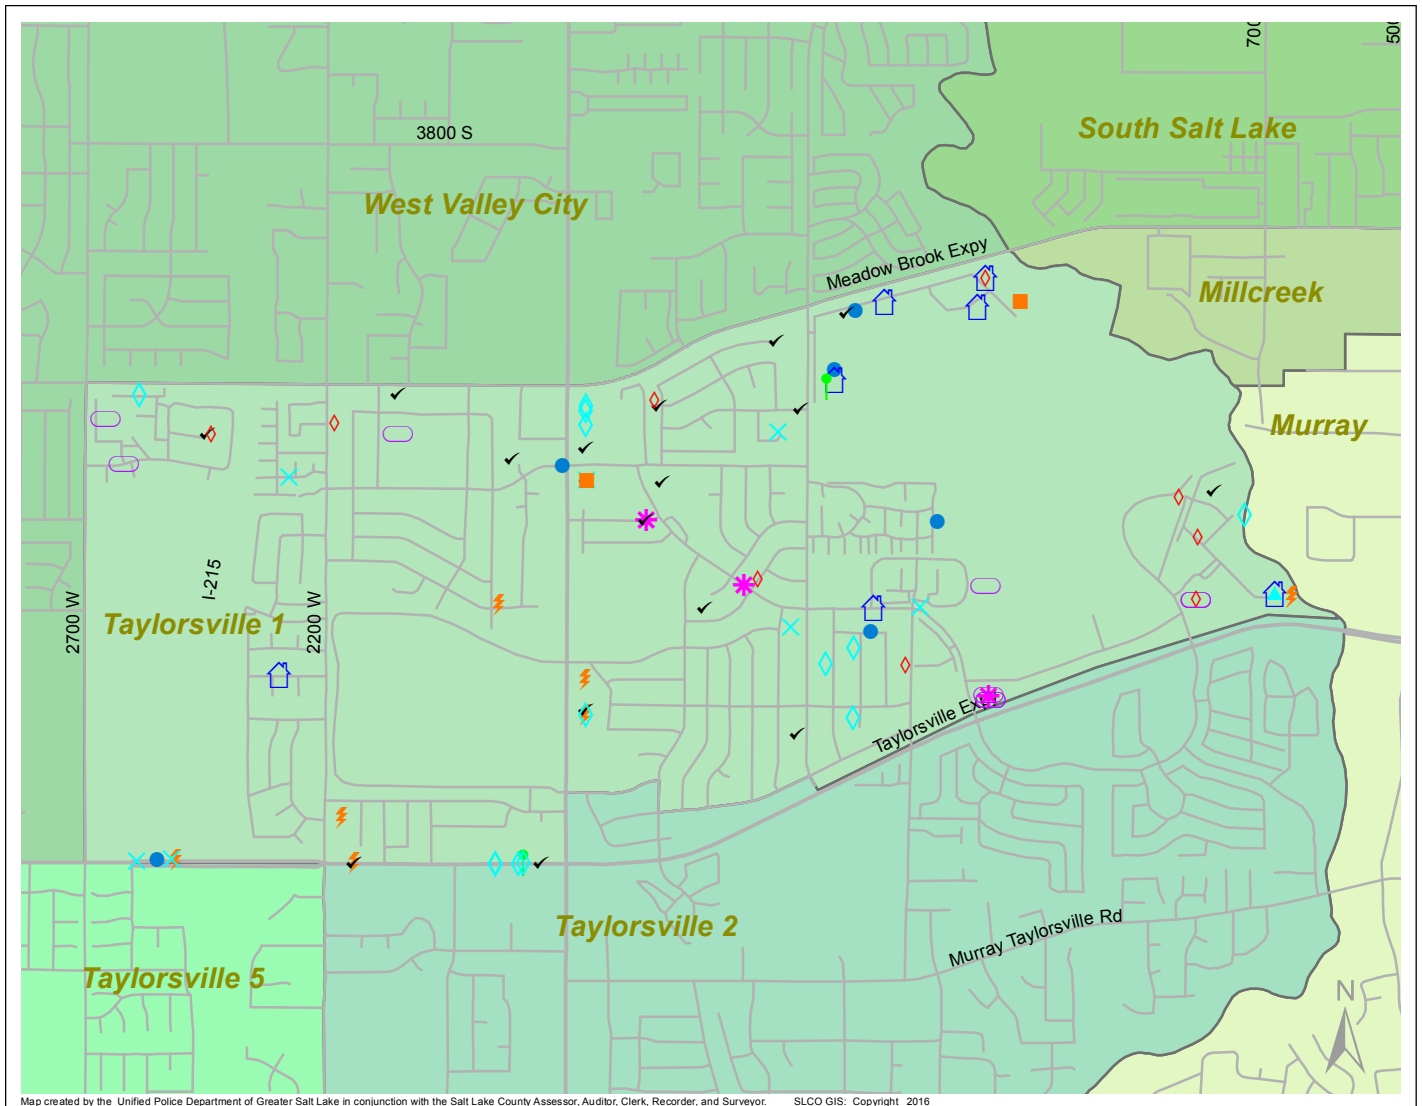 700
500
3800 S
South Salt Lake
West Valley City
Meadow Brook Expy
Millcreek
Murray
I-215
2700 W
2200 W
Taylorsville 1
Taylorsville Exp
Taylorsville 2
Murray Taylorsville Rd
Taylorsville 5
N
Map created by the Unified Police Department of Greater Salt Lake in conjunction with the Salt Lake County Assessor, Auditor, Clerk, Recorder, and Surveyor. SLCO GIS: Copyright 2016